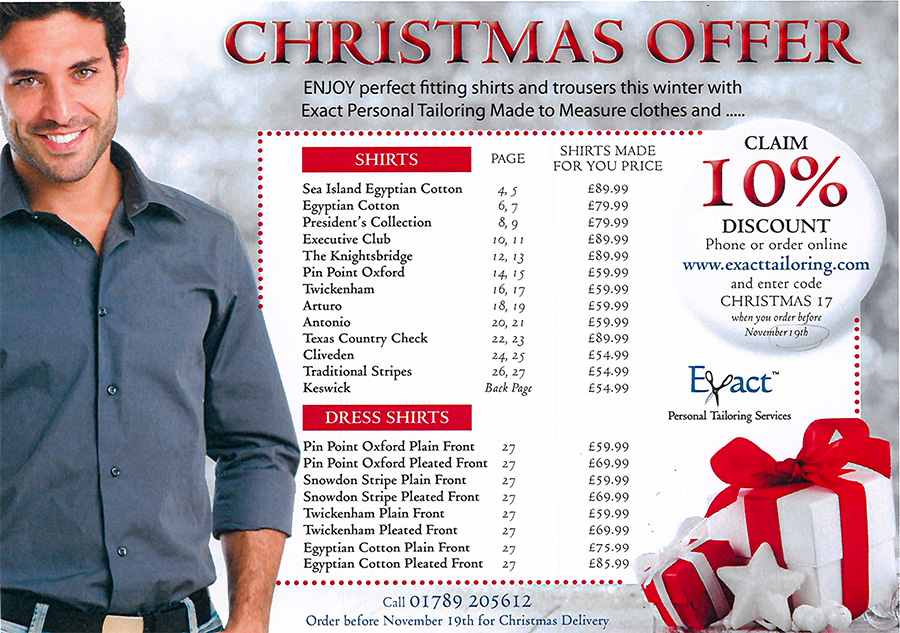 CHRISTMAS OFFER
ENJOY perfect fitting shirts and trousers this winter with
Exact Personal Tailoring Made to Measure clothes and .....
SHIRTS PAGE SHIRTS MADE
FOR YOU PRICE
Sea Island Egyptian Cotton 4, 5 £89.99
Egyptian Cotton 6, 7 £79.99
President's Collection 8, 9 £79.99
Executive Club 10, 11 £89.99
The Knightsbridge 12, 13 £89.99
Pin Point Oxford 14, 15 £59.99
Twickenham 16, 17 £59.99
Arturo 18, 19 £59.99
Antonio 20, 21 £59.99
Texas Country Check 22, 23 £89.99
Cliveden 24, 25 £54.99
Traditional Stripes 26, 27 £54.99
Keswick Back Page £54.99
DRESS SHIRTS
Pin Point Oxford Plain Front 27 £59.99
Pin Point Oxford Pleated Front 27 £69.99
Snowdon Stripe Plain Front 27 £59.99
Snowdon Stripe Pleated Front 27 £69.99
Twickenham Plain Front 27 £59.99
Twickenham Pleated Front 27 £69.99
Egyptian Cotton Plain Front 27 £75.99
Egyptian Cotton Pleated Front 27 £85.99
CLAIM
10%
DISCOUNT
Phone or order online
www.exacttailoring.com
and enter code
CHRISTMAS 17
when you order before
November 19th
Exact™
Personal Tailoring Services
Call 01789 205612
Order before November 19th for Christmas Delivery